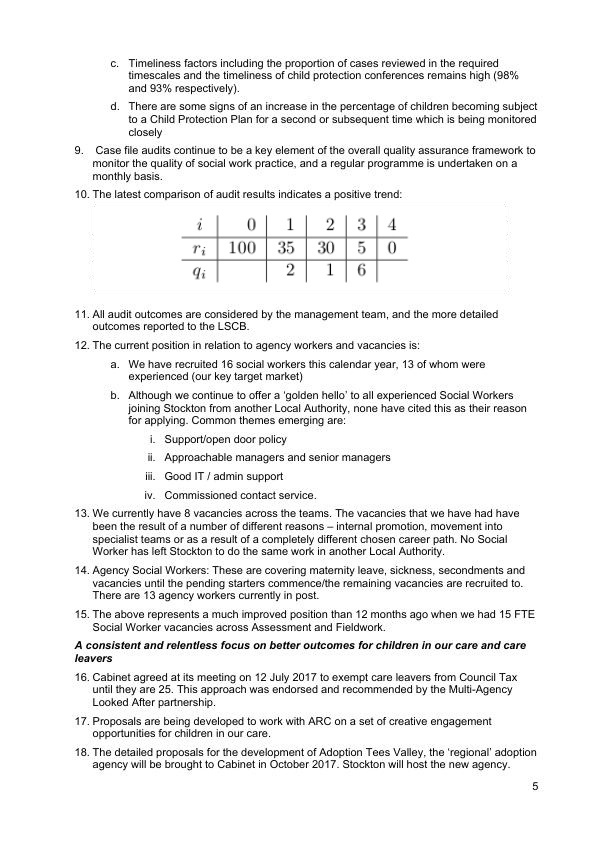 c. Timeliness factors including the proportion of cases reviewed in the required
timescales and the timeliness of child protection conferences remains high (98%
and 93% respectively).
d. There are some signs of an increase in the percentage of children becoming subject
to a Child Protection Plan for a second or subsequent time which is being monitored
closely
9. Case file audits continue to be a key element of the overall quality assurance framework to
monitor the quality of social work practice, and a regular programme is undertaken on a
monthly basis.
10. The latest comparison of audit results indicates a positive trend:
i 0 1 2 3 4
ri 100 35 30 5 0
qi 2 1 6
11. All audit outcomes are considered by the management team, and the more detailed
outcomes reported to the LSCB.
12. The current position in relation to agency workers and vacancies is:
a. We have recruited 16 social workers this calendar year, 13 of whom were
experienced (our key target market)
b. Although we continue to offer a ‘golden hello’ to all experienced Social Workers
joining Stockton from another Local Authority, none have cited this as their reason
for applying. Common themes emerging are:
i. Support/open door policy
ii. Approachable managers and senior managers
iii. Good IT / admin support
iv. Commissioned contact service.
13. We currently have 8 vacancies across the teams. The vacancies that we have had have
been the result of a number of different reasons – internal promotion, movement into
specialist teams or as a result of a completely different chosen career path. No Social
Worker has left Stockton to do the same work in another Local Authority.
14. Agency Social Workers: These are covering maternity leave, sickness, secondments and
vacancies until the pending starters commence/the remaining vacancies are recruited to.
There are 13 agency workers currently in post.
15. The above represents a much improved position than 12 months ago when we had 15 FTE
Social Worker vacancies across Assessment and Fieldwork.
A consistent and relentless focus on better outcomes for children in our care and care
leavers
16. Cabinet agreed at its meeting on 12 July 2017 to exempt care leavers from Council Tax
until they are 25. This approach was endorsed and recommended by the Multi-Agency
Looked After partnership.
17. Proposals are being developed to work with ARC on a set of creative engagement
opportunities for children in our care.
18. The detailed proposals for the development of Adoption Tees Valley, the ‘regional’ adoption
agency will be brought to Cabinet in October 2017. Stockton will host the new agency.
5